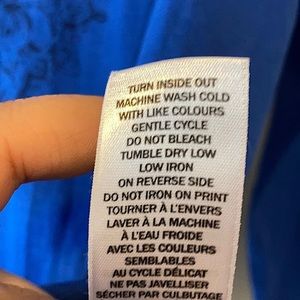 TURN INSIDE OUT
MACHINE WASH COLD
WITH LIKE COLOURS
GENTLE CYCLE
DO NOT BLEACH
TUMBLE DRY LOW
LOW IRON
ON REVERSE SIDE
DO NOT IRON ON PRINT
TOURNER À L'ENVERS
LAVER À LA MACHINE
À L'EAU FROIDE
AVEC LES COULEURS
SEMBLABLES
AU CYCLE DÉLICAT
NE PAS JAVELLISER
SÉCHER PAR CULBUTAGE